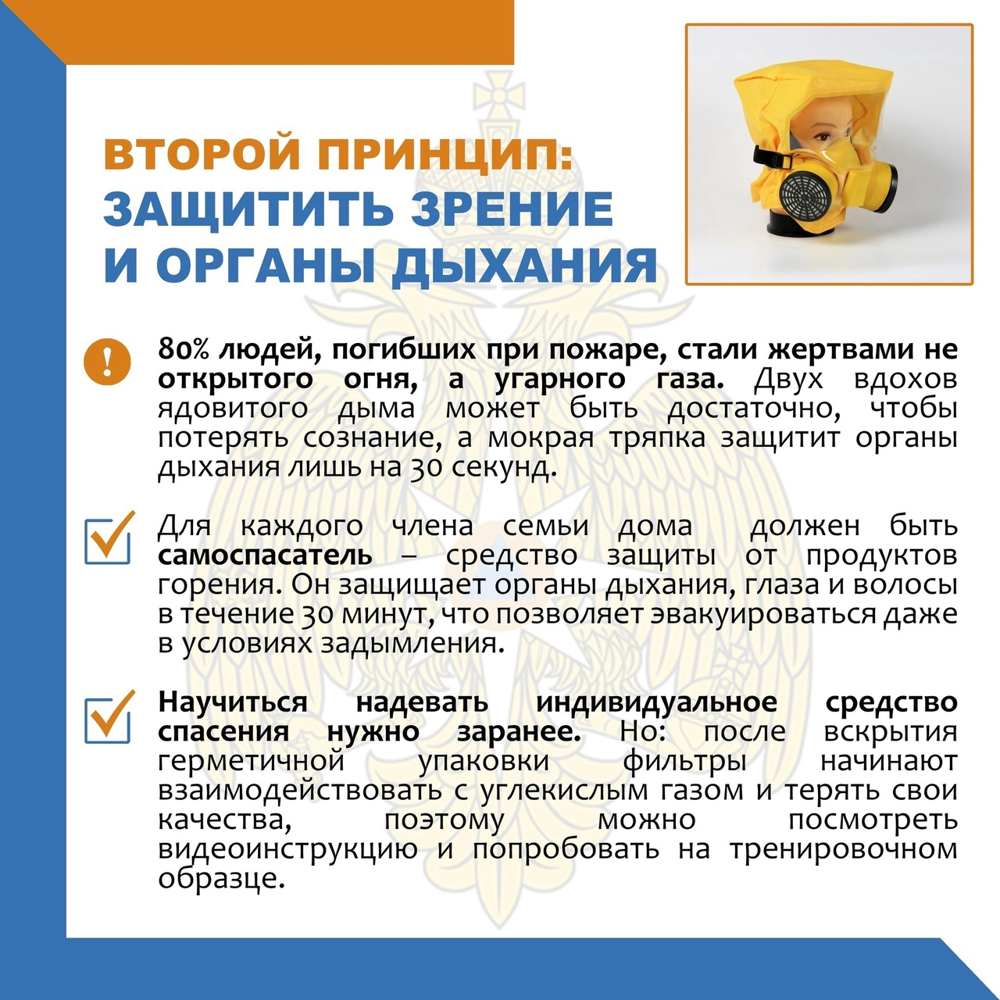 ВТОРОЙ ПРИНЦИП:
ЗАЩИТИТЬ ЗРЕНИЕ
И ОРГАНЫ ДЫХАНИЯ
80% людей, погибших при пожаре, стали жертвами не
открытого огня, а угарного газа. Двух вдохов
ядовитого дыма может быть достаточно, чтобы
потерять сознание, а мокрая тряпка защитит органы
дыхания лишь на 30 секунд.
Для каждого члена семьи дома должен быть
самоспасатель – средство защиты от продуктов
горения. Он защищает органы дыхания, глаза и волосы
в течение 30 минут, что позволяет эвакуироваться даже
в условиях задымления.
Научиться надевать индивидуальное средство
спасения нужно заранее. Но: после вскрытия
герметичной упаковки фильтры начинают
взаимодействовать с углекислым газом и терять свои
качества, поэтому можно посмотреть
видеоинструкцию и попробовать на тренировочном
образце.